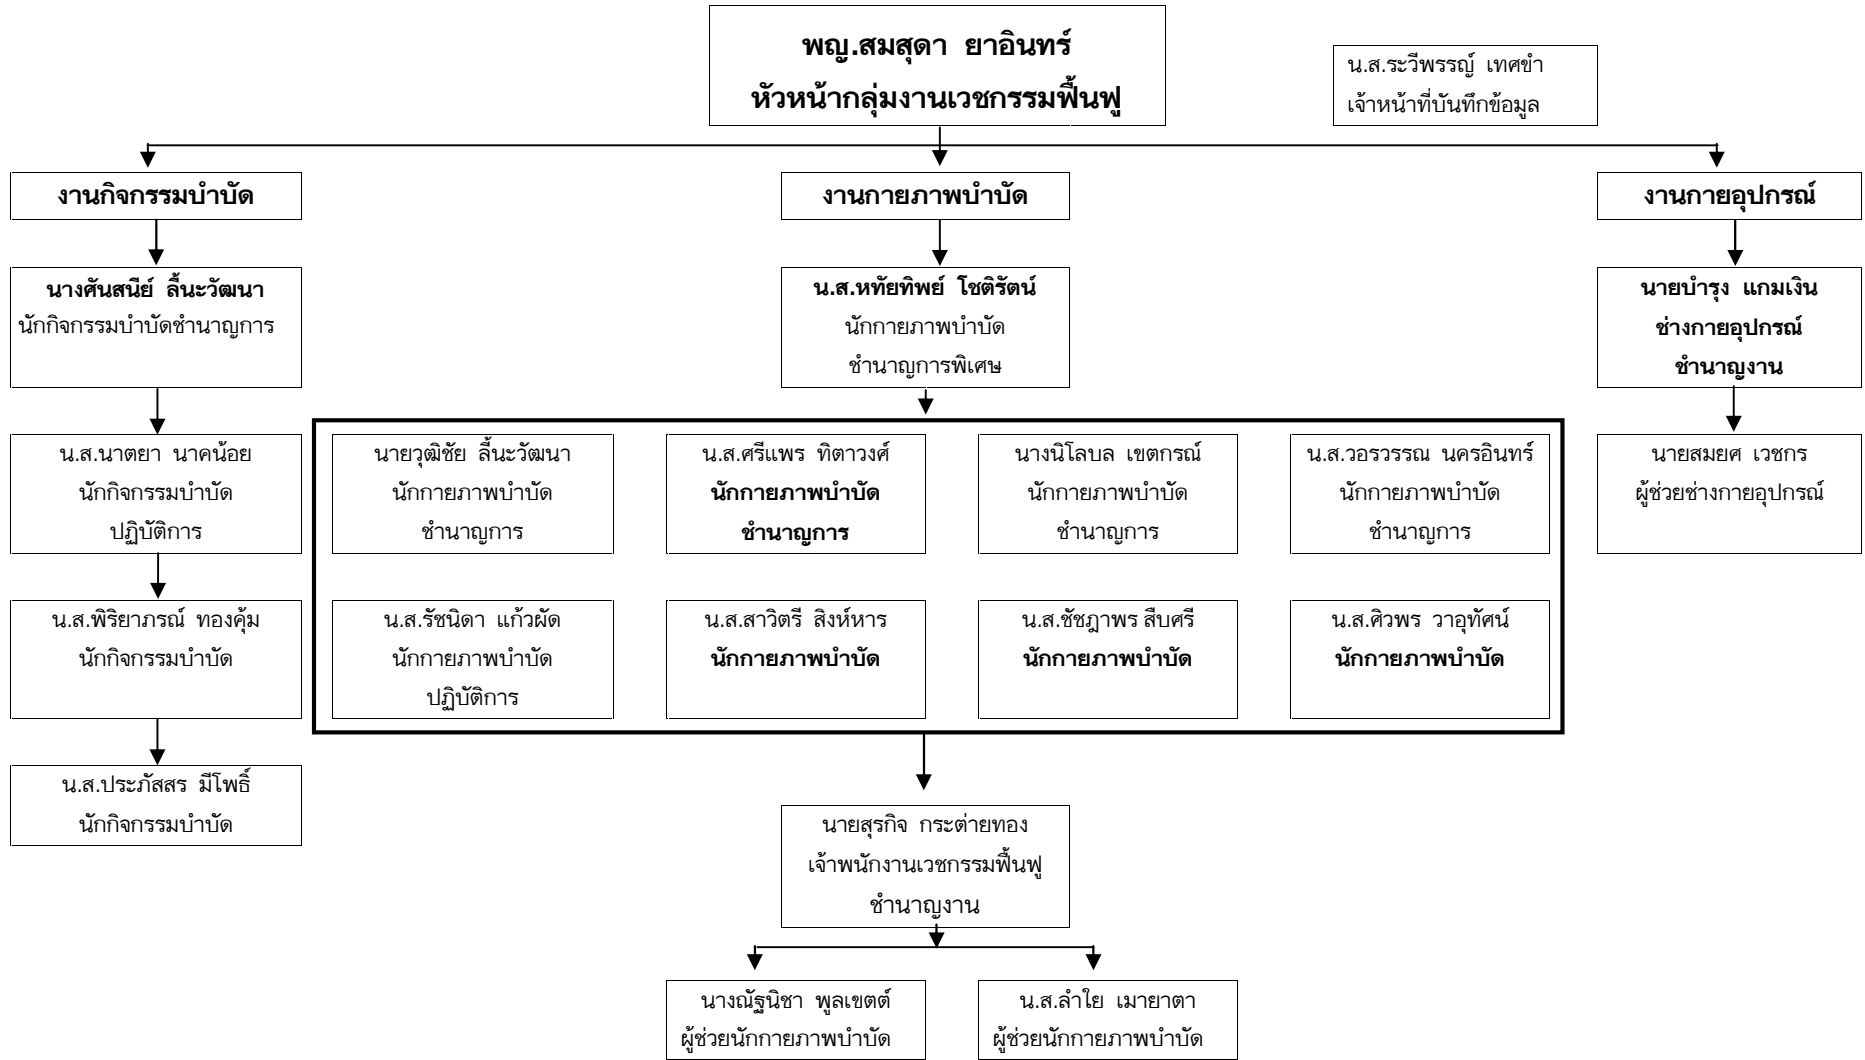 พญ.สมสุดา ยาอินทร์
หัวหน้ากลุ่มงานเวชกรรมฟื้นฟู
น.ส.ระวีพรรญ์ เทศขำ
เจ้าหน้าที่บันทึกข้อมูล
งานกิจกรรมบำบัด
งานกายภาพบำบัด
งานกายอุปกรณ์
นางศันสนีย์ ลิ้นะวัฒนา
นักกิจกรรมบำบัดชำนาญการ
น.ส.หทัยทิพย์ โชติรัตน์
นักกายภาพบำบัด
ชำนาญการพิเศษ
นายบำรุง แกมเงิน
ช่างกายอุปกรณ์
ชำนาญงาน
น.ส.นาตยา นาคน้อย
นักกิจกรรมบำบัด
ปฏิบัติการ
นายวุฒิชัย ลิ้นะวัฒนา
นักกายภาพบำบัด
ชำนาญการ
น.ส.ศรีแพร ทิตาวงศ์
นักกายภาพบำบัด
ชำนาญการ
นางนิโลบล เขตกรณ์
นักกายภาพบำบัด
ชำนาญการ
น.ส.วอรวรรณ นครอินทร์
นักกายภาพบำบัด
ชำนาญการ
นายสมยศ เวชกร
ผู้ช่วยช่างกายอุปกรณ์
น.ส.พิริยาภรณ์ ทองคุ้ม
นักกิจกรรมบำบัด
น.ส.รัชนิดา แก้วผัด
นักกายภาพบำบัด
ปฏิบัติการ
น.ส.สาวิตรี สิงห์หาร
นักกายภาพบำบัด
น.ส.ชัชฎาพร สืบศรี
นักกายภาพบำบัด
น.ส.ศิวพร วาอุทัศน์
นักกายภาพบำบัด
น.ส.ประภัสสร มีโพธิ์
นักกิจกรรมบำบัด
นายสุรกิจ กระต่ายทอง
เจ้าพนักงานเวชกรรมฟื้นฟู
ชำนาญงาน
นางณัฐนิชา พูลเขตต์
ผู้ช่วยนักกายภาพบำบัด
น.ส.ลำใย เมายาตา
ผู้ช่วยนักกายภาพบำบัด